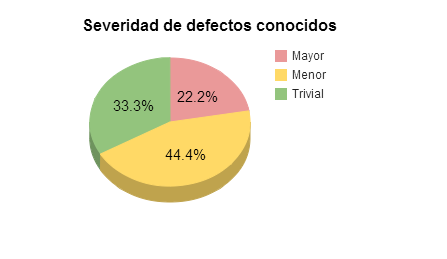 Severidad de defectos conocidos
Mayor
Menor
Trivial
33.3%
22.2%
44.4%